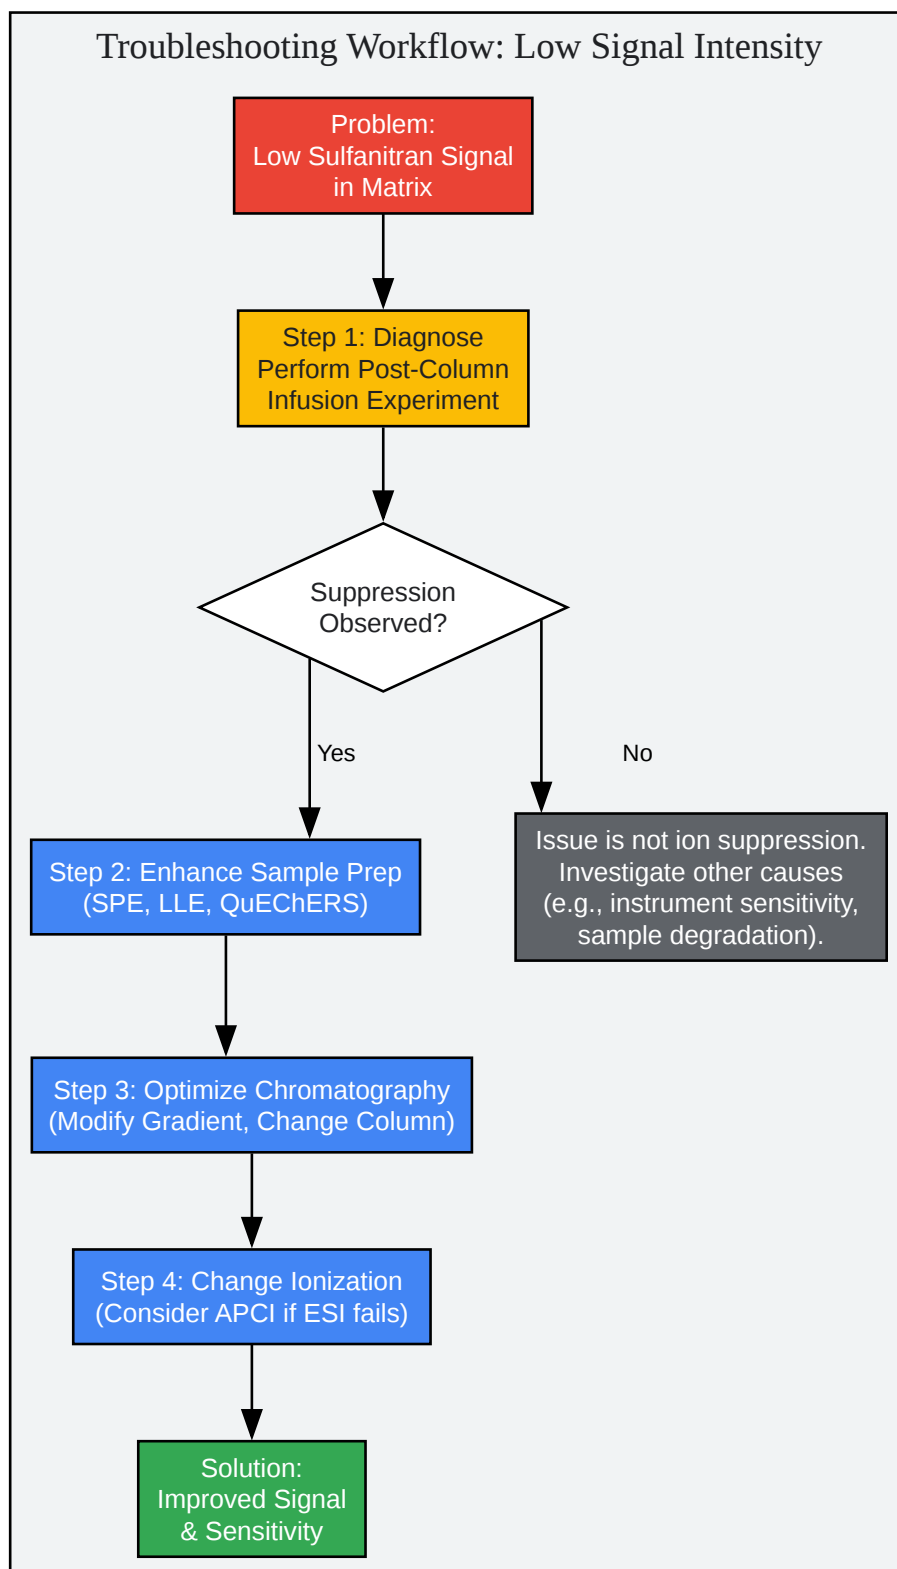 Troubleshooting Workflow: Low Signal Intensity
Problem:
Low Sulfanitran Signal
in Matrix
Step 1: Diagnose
Perform Post-Column
Infusion Experiment
Suppression
Observed?
Yes
No
Step 2: Enhance Sample Prep
(SPE, LLE, QuEChERS)
Issue is not ion suppression.
Investigate other causes
(e.g., instrument sensitivity,
sample degradation).
Step 3: Optimize Chromatography
(Modify Gradient, Change Column)
Step 4: Change Ionization
(Consider APCI if ESI fails)
Solution:
Improved Signal
& Sensitivity